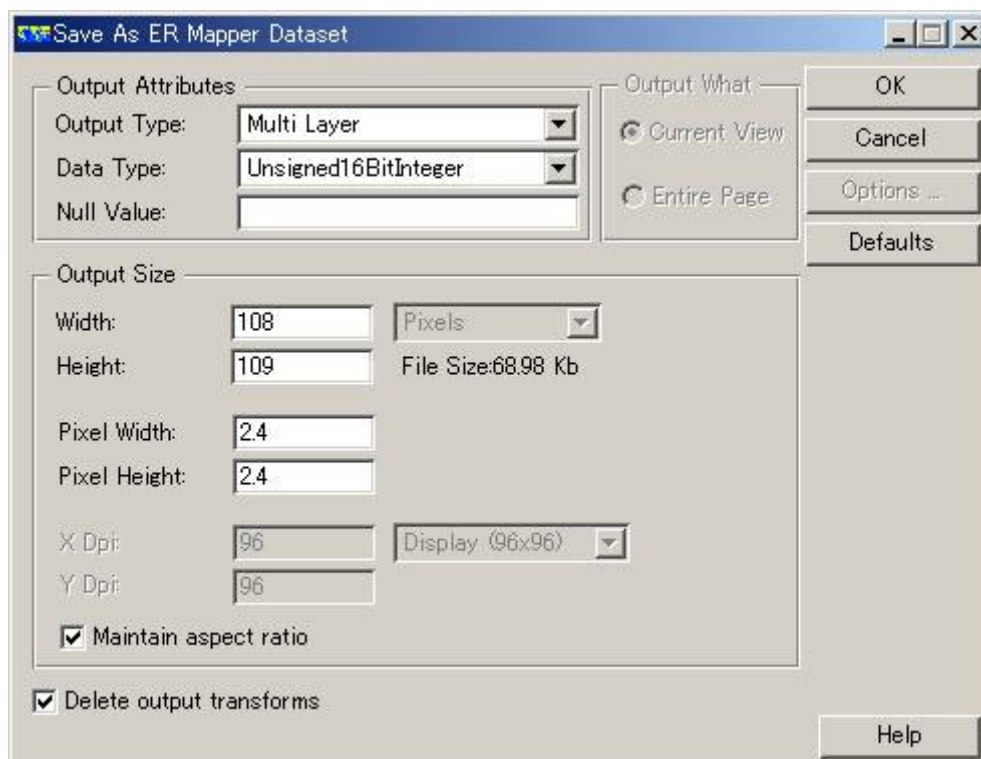 Save As ER Mapper Dataset
Output Attributes
Output Type: Multi Layer
Data Type: Unsigned16BitInteger
Null Value:
Output What
Current View
Entire Page
OK
Cancel
Options ...
Defaults
Output Size
Width: 108 Pixels
Height: 109 File Size:68.98 Kb
Pixel Width: 2.4
Pixel Height: 2.4
X Dpi: 96 Display (96x96)
Y Dpi: 96
Maintain aspect ratio
Delete output transforms
Help